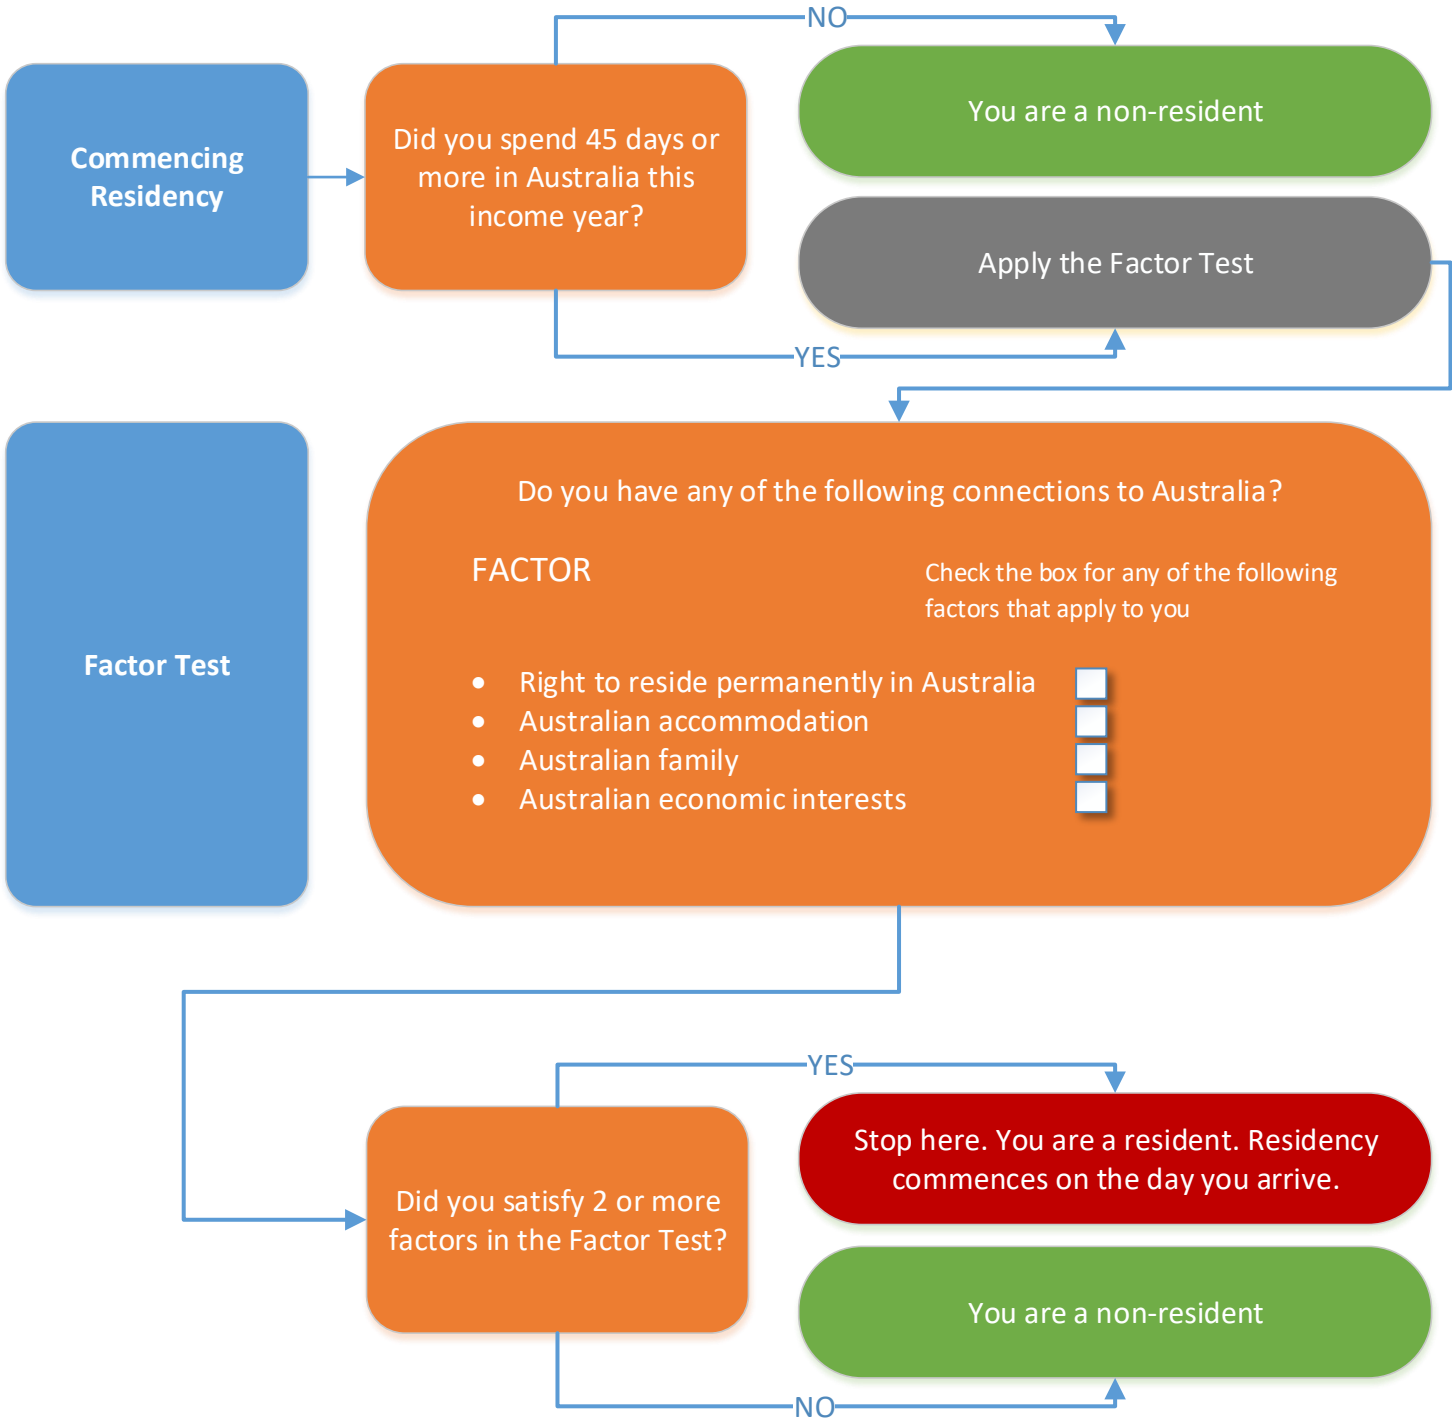 NO
Commencing
Residency
Did you spend 45 days or
more in Australia this
income year?
You are a non-resident
Apply the Factor Test
YES
Factor Test
Do you have any of the following connections to Australia?
FACTOR
Check the box for any of the following
factors that apply to you
• Right to reside permanently in Australia
• Australian accommodation
• Australian family
• Australian economic interests
YES
Did you satisfy 2 or more
factors in the Factor Test?
Stop here. You are a resident. Residency
commences on the day you arrive.
You are a non-resident
NO